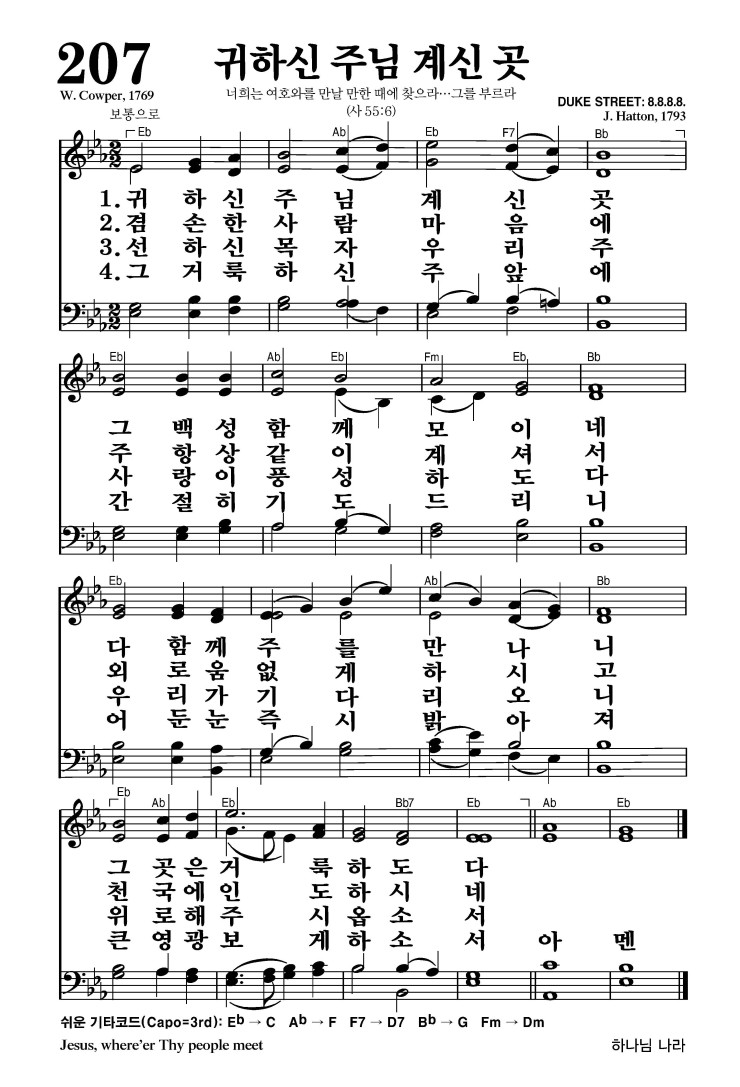 207 귀하신 주님 계신 곳
W. Cowper, 1769 너희는 여호와를 만날 만한 때에 찾으라…그를 부르라 DUKE STREET: 8.8.8.8.
보통으로 (사 55:6) J. Hatton, 1793
Eb Ab Eb F7 Bb
1. 귀 하 신 주 님 계 신 곳
2. 겸 손 한 사 람 마 음 에
3. 선 하 신 목 자 우 리 주
4. 그 거 룩 하 신 주 앞 에
Eb Ab Eb Fm Eb Bb
그 백 성 함 께 모 이 네
주 항 상 같 이 계 셔 서
사 랑 이 풍 성 하 도 다
간 절 히 기 도 드 리 니
Eb Ab Bb
다 함 께 주 를 만 나 니
외 로 움 없 게 하 시 고
우 리 가 기 다 리 오 니
어 둔 눈 즉 시 밝 아 져
Eb Ab Eb Bb7 Eb Ab Eb
그 곳 은 거 룩 하 도 다
천 국 에 인 도 하 시 네
위 로 해 주 시 옵 소 서
큰 영 광 보 게 하 소 서 아 멘
쉬운 기타코드(Capo=3rd): Eb → C Ab → F F7 → D7 Bb → G Fm → Dm
Jesus, where'er Thy people meet 하나님 나라